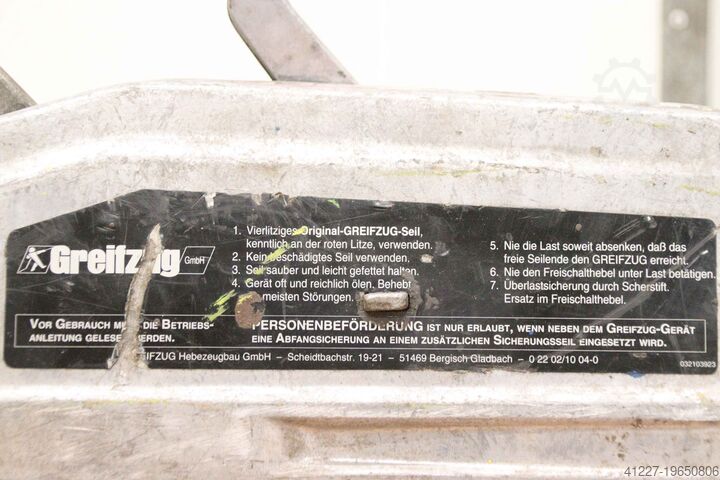 Greifzug GmbH
1. Vierlitziges Original-GREIFZUG-Seil,
kenntlich an der roten Litze, verwenden.
2. Kein beschädigtes Seil verwenden.
3. Seil sauber und leicht gefettet halten.
4. Gerät oft und reichlich ölen. Behebt
meisten Störungen.
5. Nie die Last soweit absenken, daß das
freie Seilende den GREIFZUG erreicht.
6. Nie den Freischalthebel unter Last betätigen.
7. Überlastsicherung durch Scherstift.
Ersatz im Freischalthebel.
VOR GEBRAUCH DIE BETRIEBS-
ANLEITUNG
PERSONENBEFÖRDERUNG IST NUR ERLAUBT, WENN NEBEN DEM GREIFZUG-GERÄT
EINE ABFANGSICHERUNG AN EINEM ZUSÄTZLICHEN SICHERUNGSSEIL EINGESETZT WIRD.
EIFZUG Hebezeugbau GmbH – Scheidtbachstr. 19-21 – 51469 Bergisch Gladbach – 0 22 02/10 04-0
032103923
41227-19650806